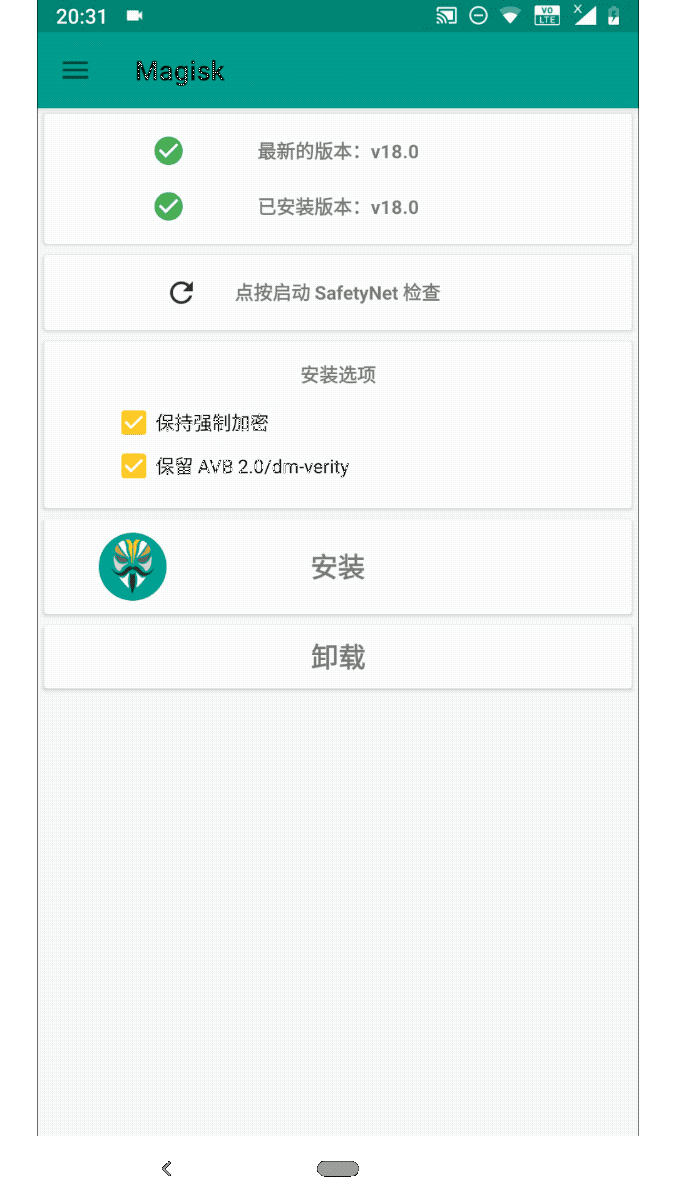 20:31
VO
LTE
X
Magisk
最新的版本：v18.0
已安装版本：v18.0
点按启动 SafetyNet 检查
安装选项
保持强制加密
保留 AVB 2.0/dm-verity
安装
卸载